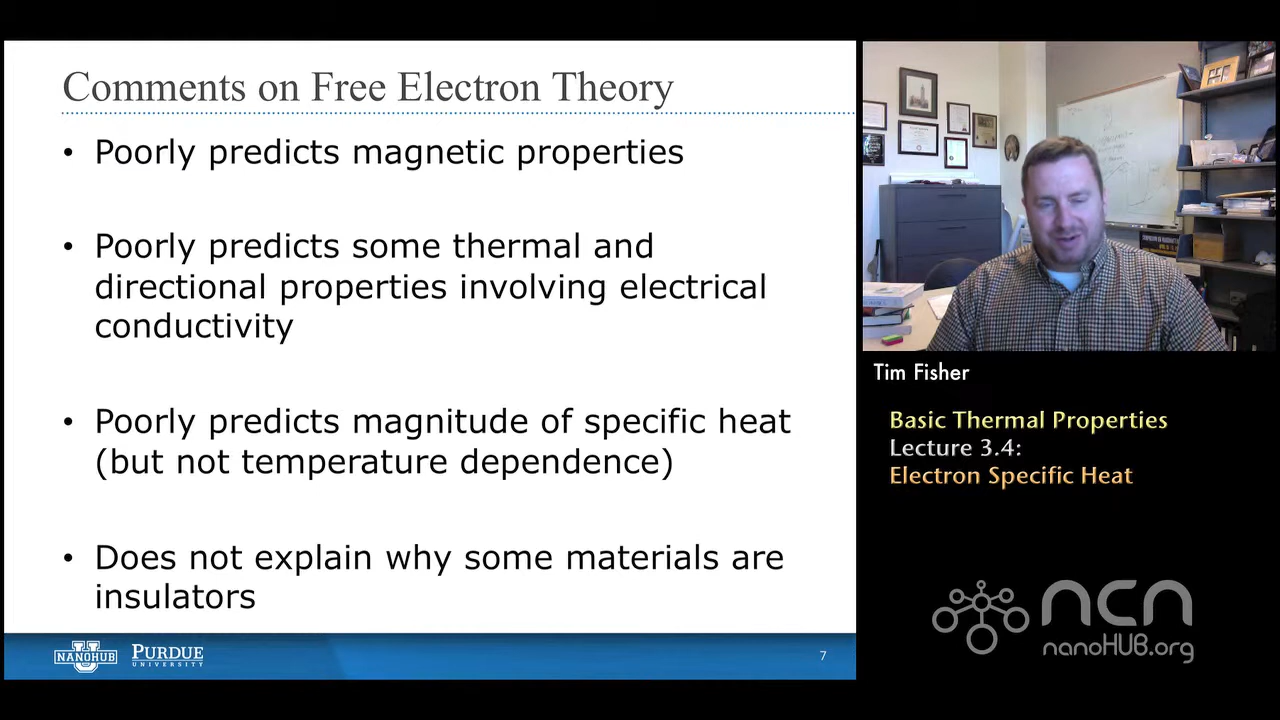 Comments on Free Electron Theory
• Poorly predicts magnetic properties
• Poorly predicts some thermal and
directional properties involving electrical
conductivity
• Poorly predicts magnitude of specific heat
(but not temperature dependence)
• Does not explain why some materials are
insulators
NANOHUB
U
PURDUE
UNIVERSITY
7
Tim Fisher
Basic Thermal Properties
Lecture 3.4:
Electron Specific Heat
ncn
nanoHUB.org